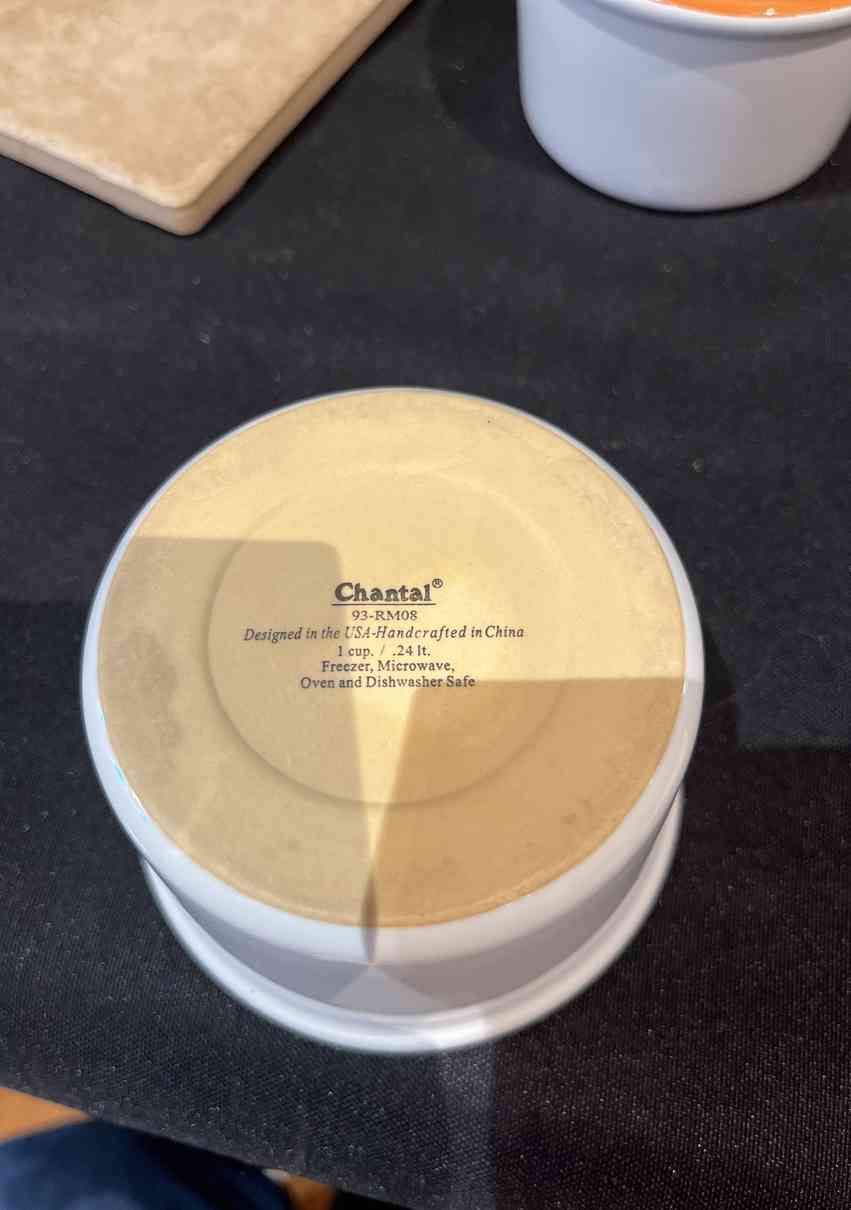 Chantal®
93-RM08
Designed in the USA-Handcrafted in China
1 cup. / .24 lt.
Freezer, Microwave,
Oven and Dishwasher Safe